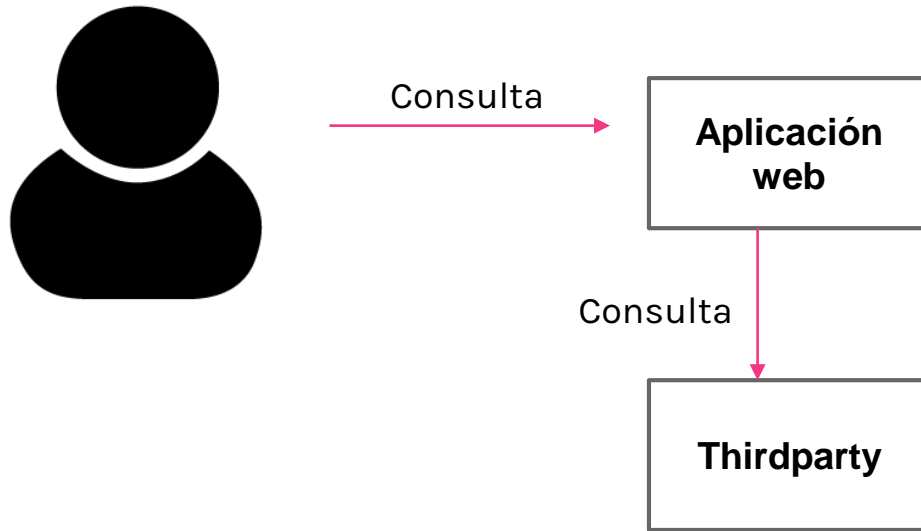 Consulta
Aplicación
web
Consulta
Thirdparty